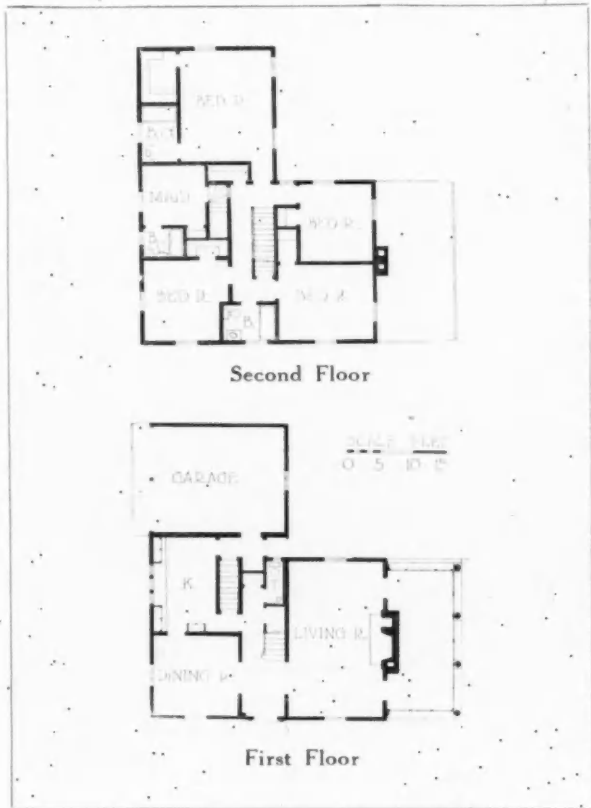 BED R.
B.
MAID
BED R.
B.
BED R.
BED R.
B.
Second Floor
SCALE FEET
0 5 10 15
GARAGE
K.
LIVING R.
DINING R.
First Floor